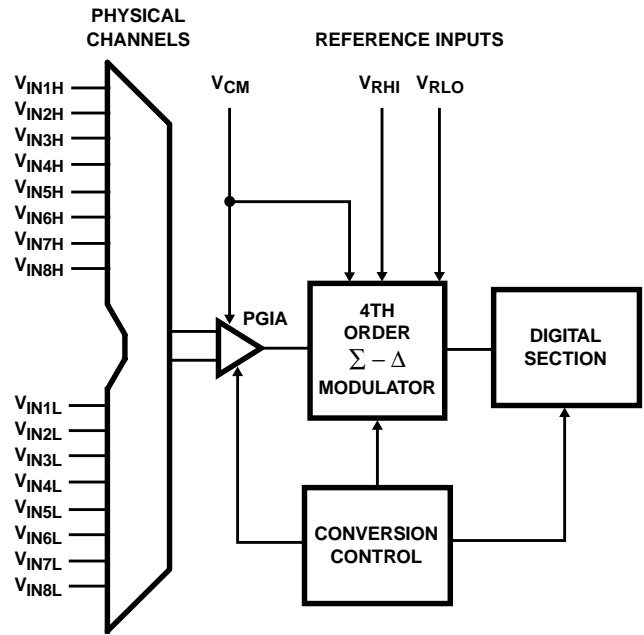 PHYSICAL
CHANNELS
REFERENCE INPUTS
VIN1H
VIN2H
VIN3H
VIN4H
VIN5H
VIN6H
VIN7H
VIN8H
VCM
VRHI
VRLO
PGIA
4TH
ORDER
∑ – Δ
MODULATOR
DIGITAL
SECTION
VIN1L
VIN2L
VIN3L
VIN4L
VIN5L
VIN6L
VIN7L
VIN8L
CONVERSION
CONTROL